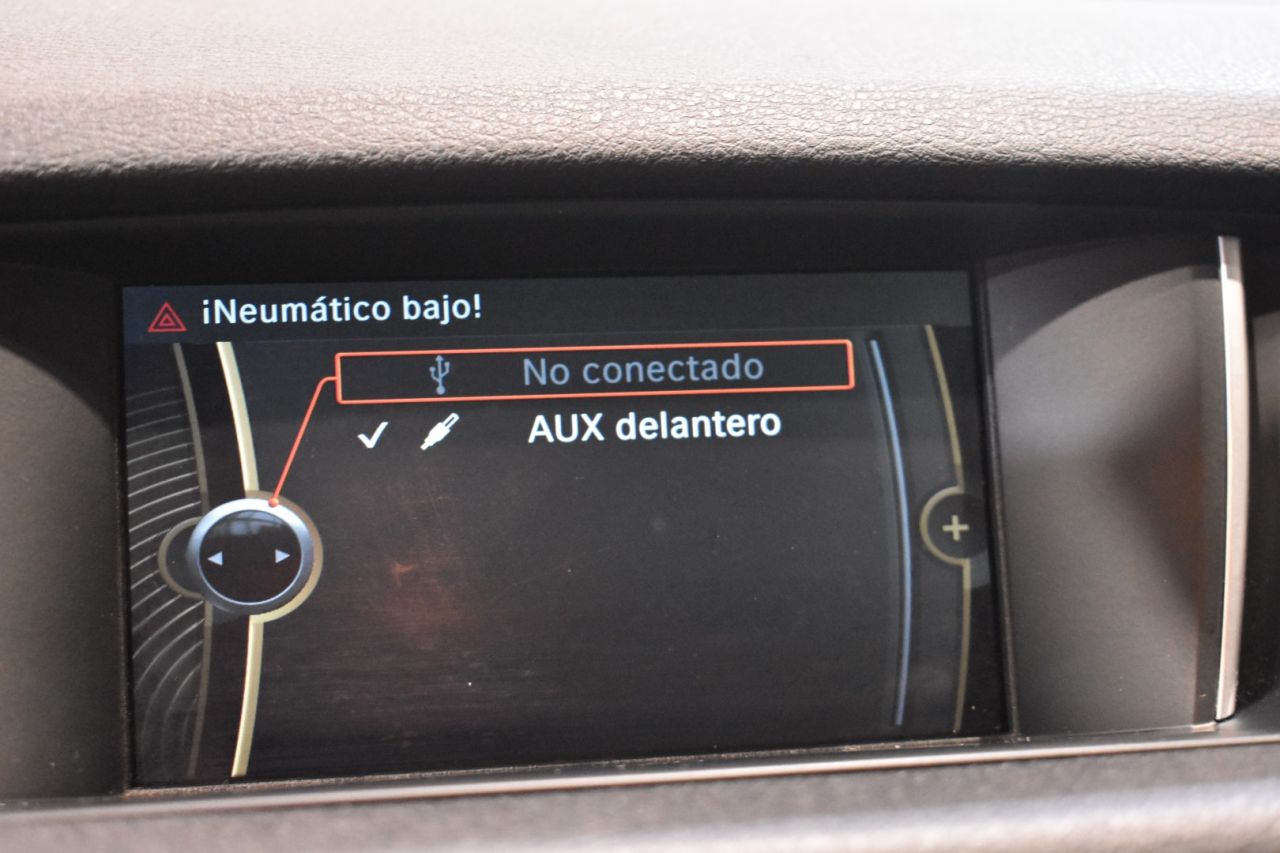 ¡Neumático bajo!
No conectado
AUX delantero